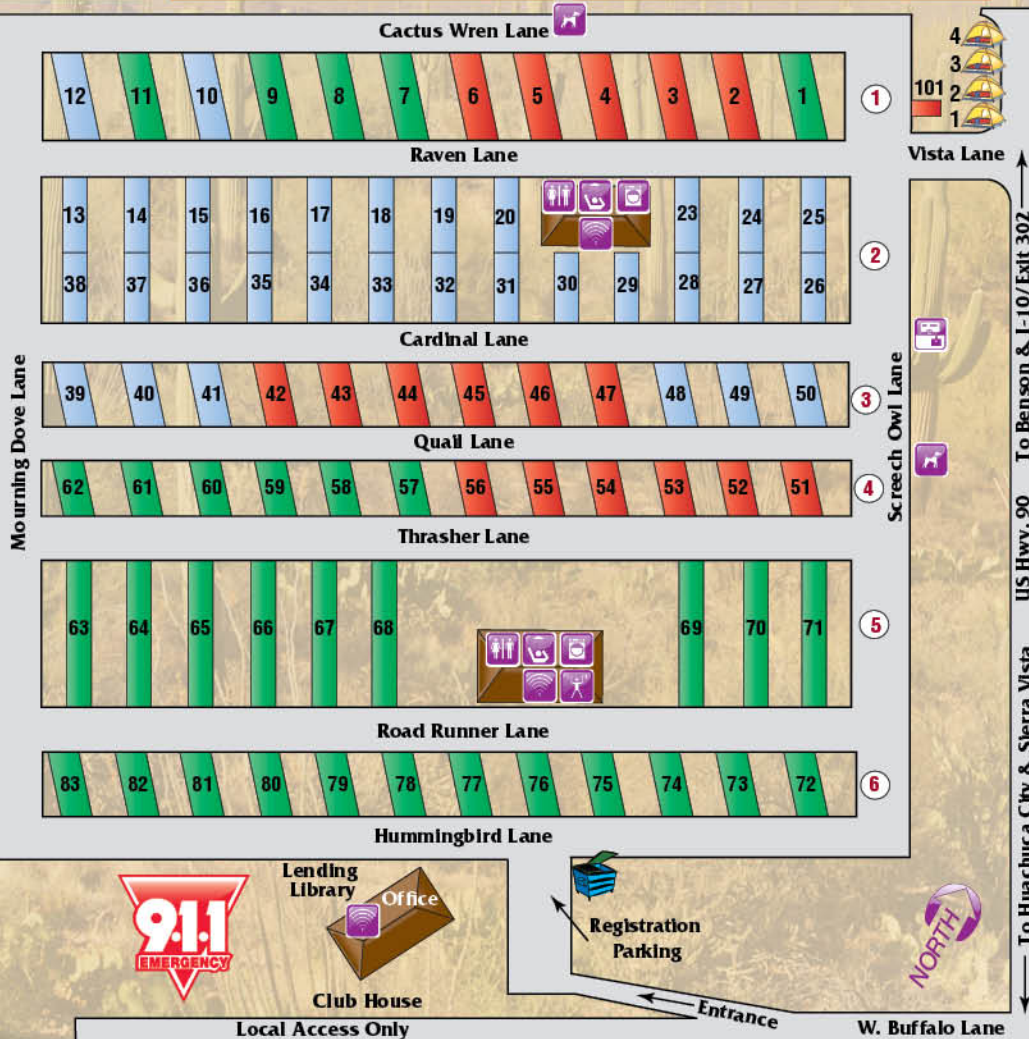 Cactus Wren Lane
4
3
2
1
101
12 11 10 9 8 7 6 5 4 3 2 1
1
Raven Lane
Vista Lane
13 14 15 16 17 18 19 20 23 24 25
2
38 37 36 35 34 33 32 31 30 29 28 27 26
Cardinal Lane
39 40 41 42 43 44 45 46 47 48 49 50
3
Quail Lane
62 61 60 59 58 57 56 55 54 53 52 51
4
Thrasher Lane
63 64 65 66 67 68 69 70 71
5
Road Runner Lane
83 82 81 80 79 78 77 76 75 74 73 72
6
Hummingbird Lane
Mourning Dove Lane
Screech Owl Lane
To Huachuca City & Sierra Vista US Hwy. 90 To Benson & I-10/ Exit 302
9·1·1
EMERGENCY
Lending
Library
Office
Club House
Registration
Parking
NORTH
Entrance
Local Access Only
W. Buffalo Lane